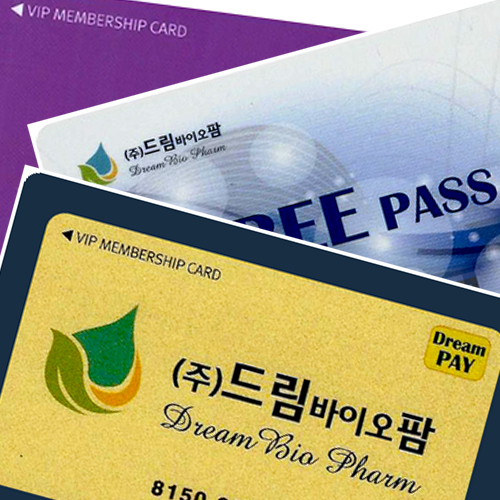 ◀ VIP MEMBERSHIP CARD
(주)드림바이오팜
Dream Bio Pharm
PASS
◀ VIP MEMBERSHIP CARD
Dream
PAY
(주)드림바이오팜
Dream Bio Pharm
8150